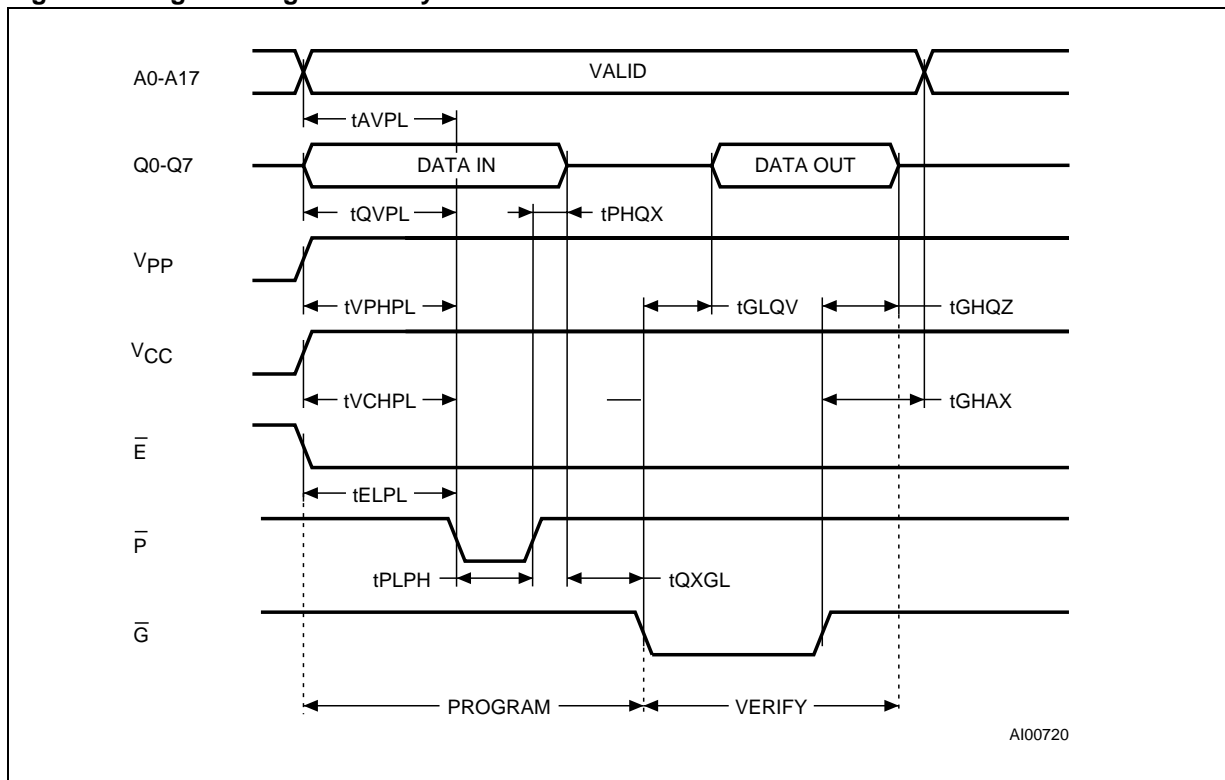 A0-A17
VALID
tAVPL
Q0-Q7
DATA IN
DATA OUT
tQVPL
tPHQX
VPP
tVPHPL
tGLQV
tGHQZ
VCC
tVCHPL
tGHAX
E
tELPL
P
tPLPH
tQXGL
G
PROGRAM
VERIFY
AI00720